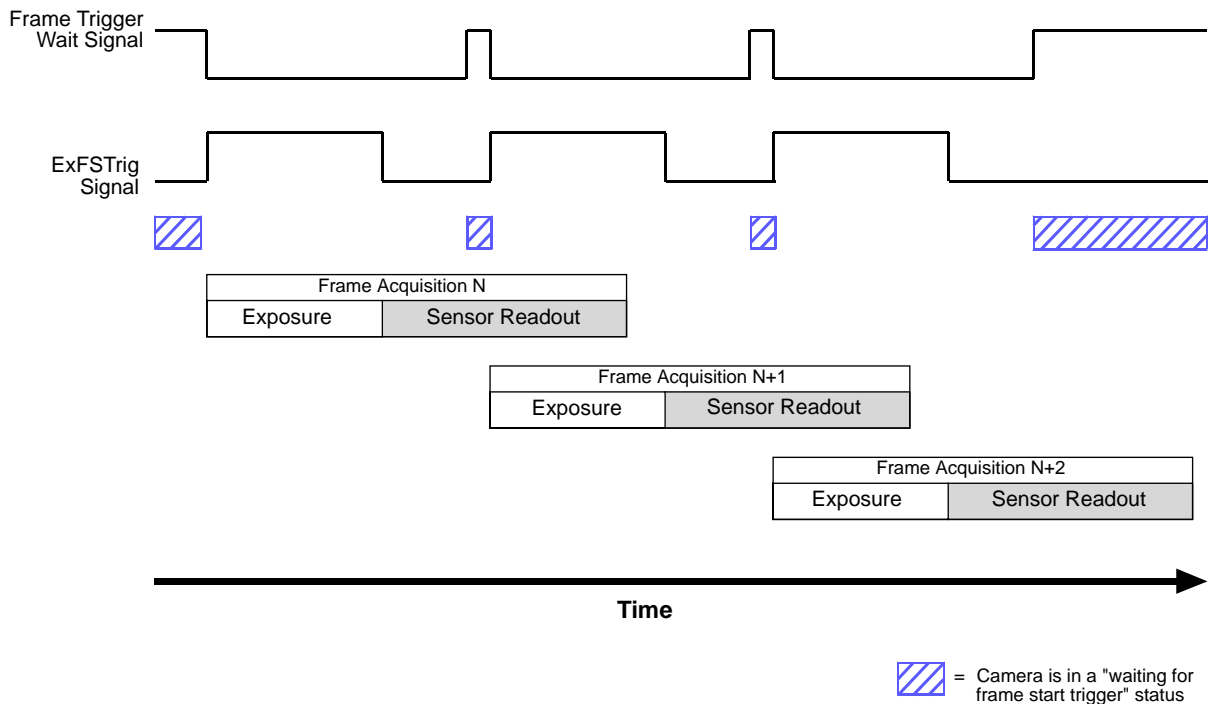 Frame Trigger
Wait Signal
ExFSTrig
Signal
Frame Acquisition N
Exposure
Sensor Readout
Frame Acquisition N+1
Exposure
Sensor Readout
Frame Acquisition N+2
Exposure
Sensor Readout
Time
= Camera is in a "waiting for
frame start trigger" status